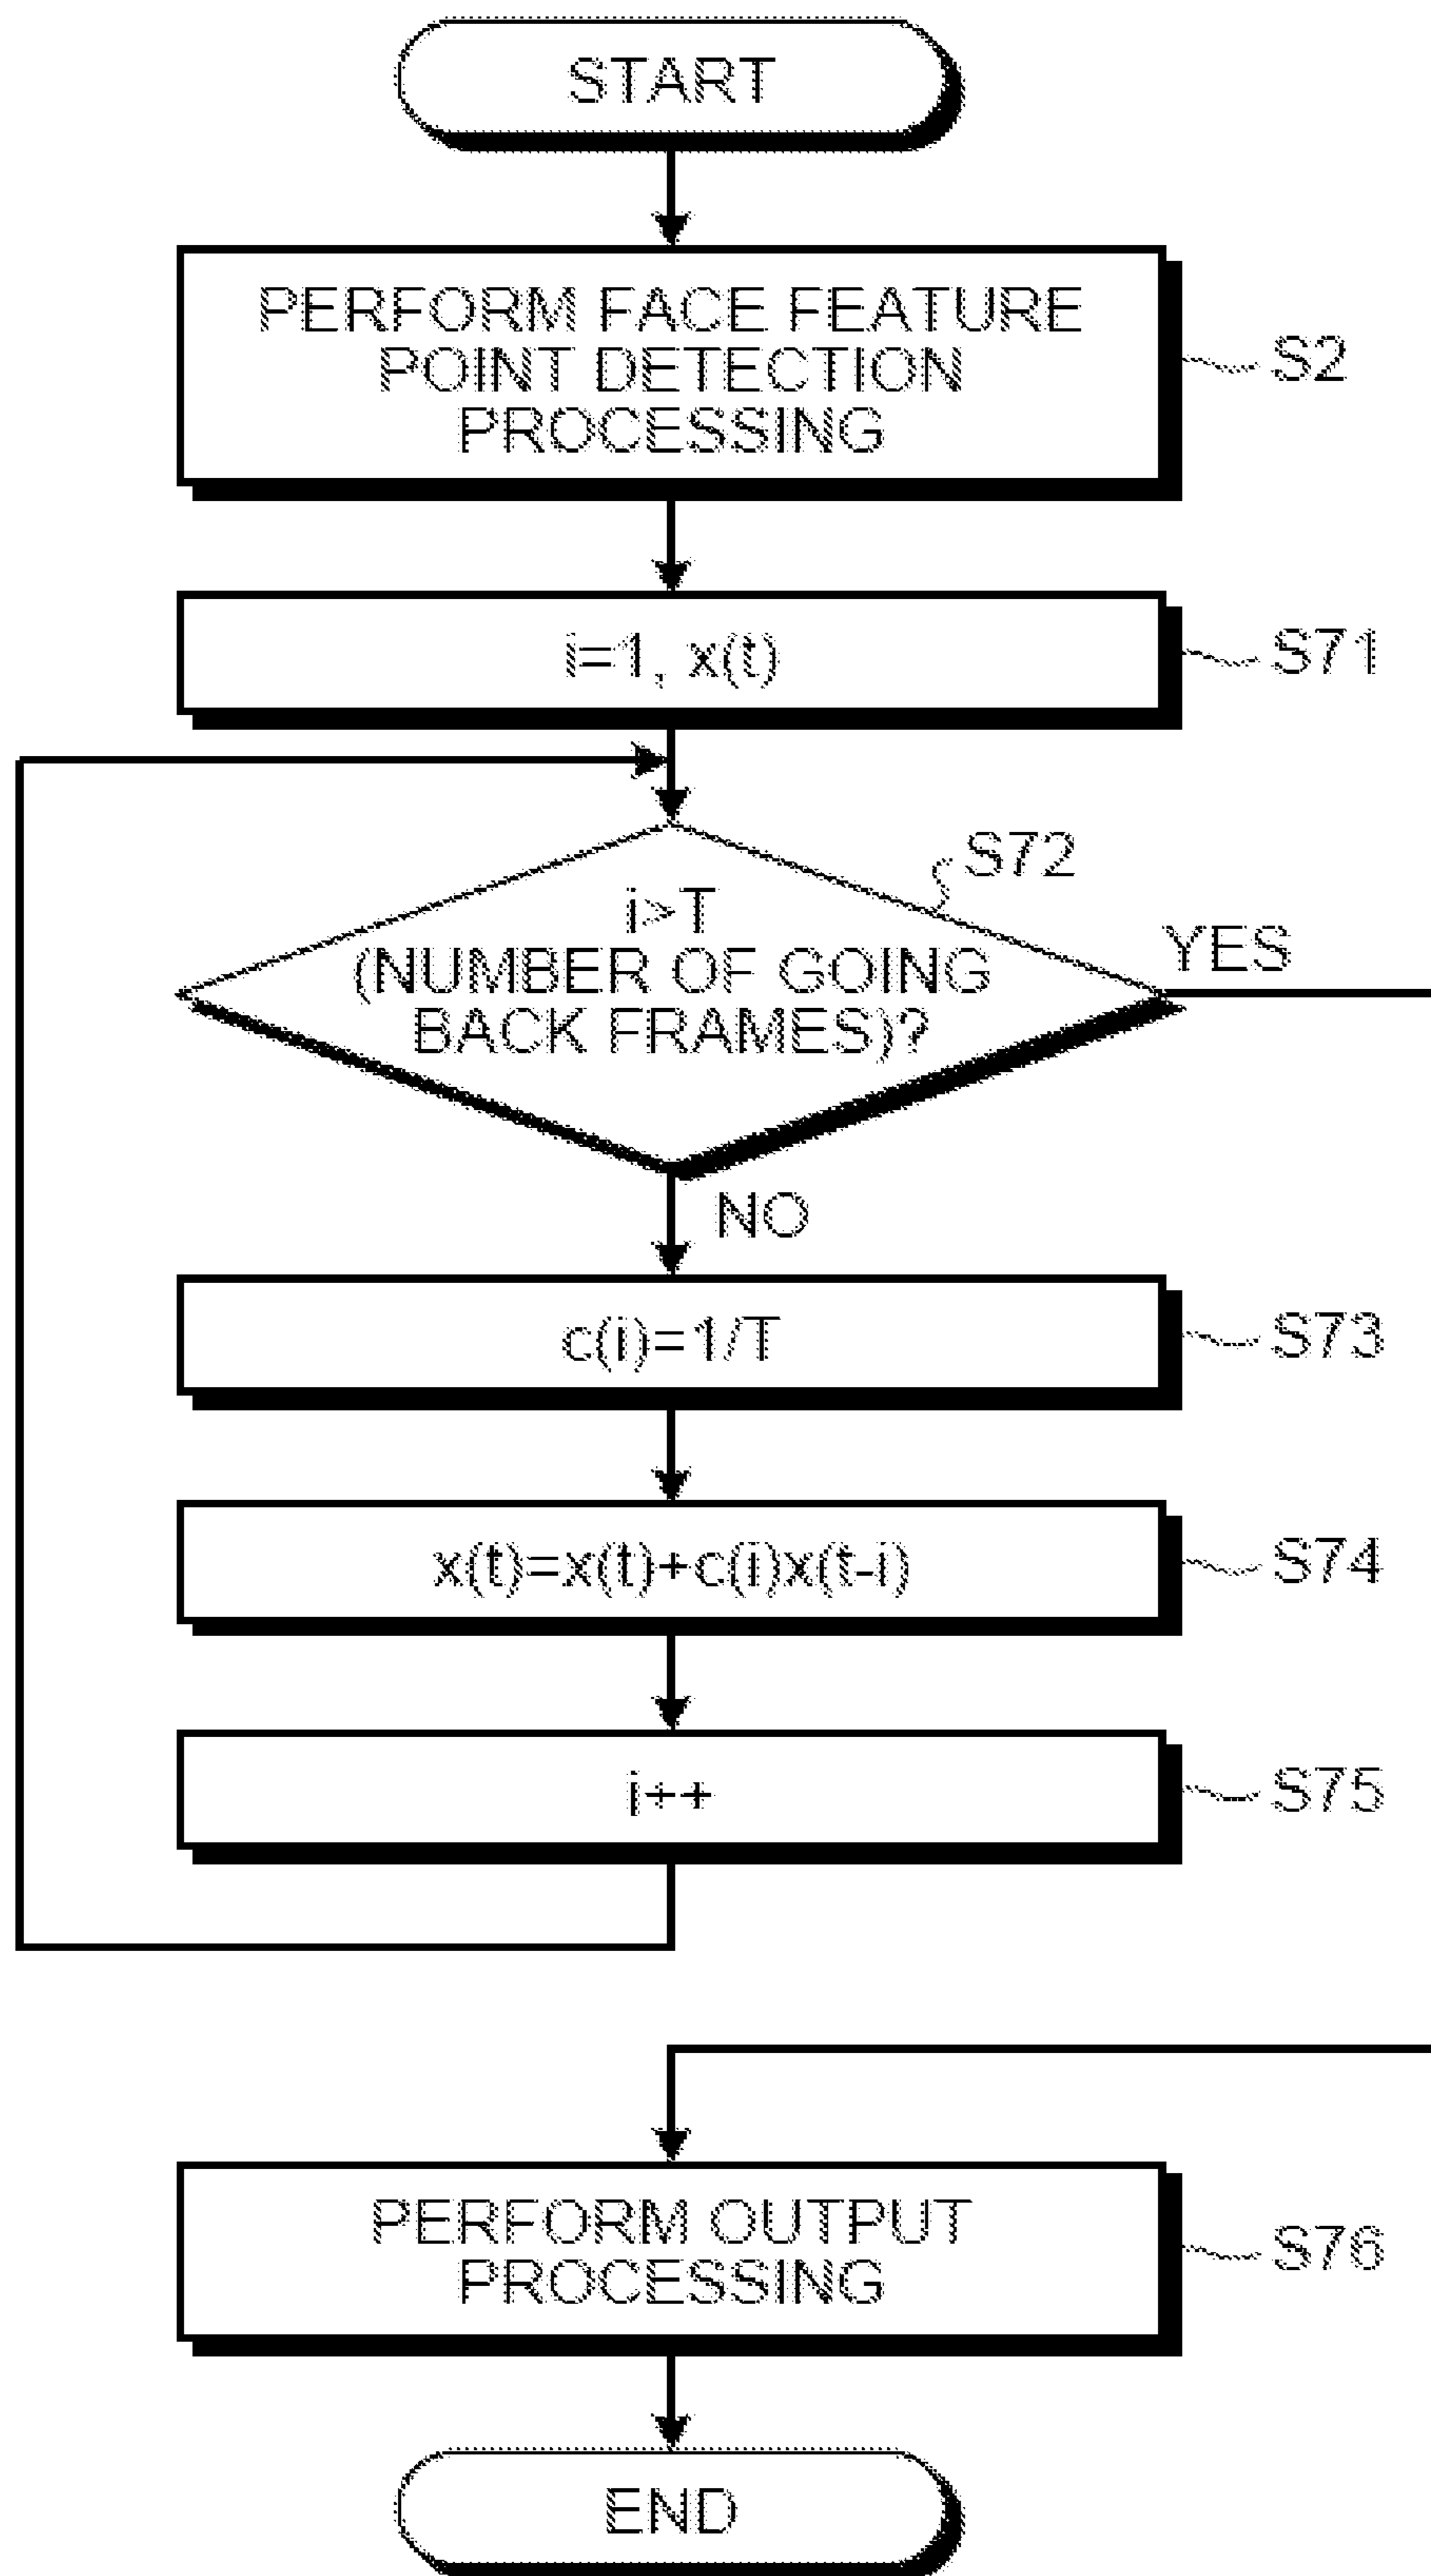 START
PERFORM FACE FEATURE
POINT DETECTION
PROCESSING
S2
i=1, x(t)
S71
S72
i>T
(NUMBER OF GOING
BACK FRAMES)?
YES
NO
c(i)=1/T
S73
x(t)=x(t)+c(i)x(t-i)
S74
i++
S75
PERFORM OUTPUT
PROCESSING
S76
END